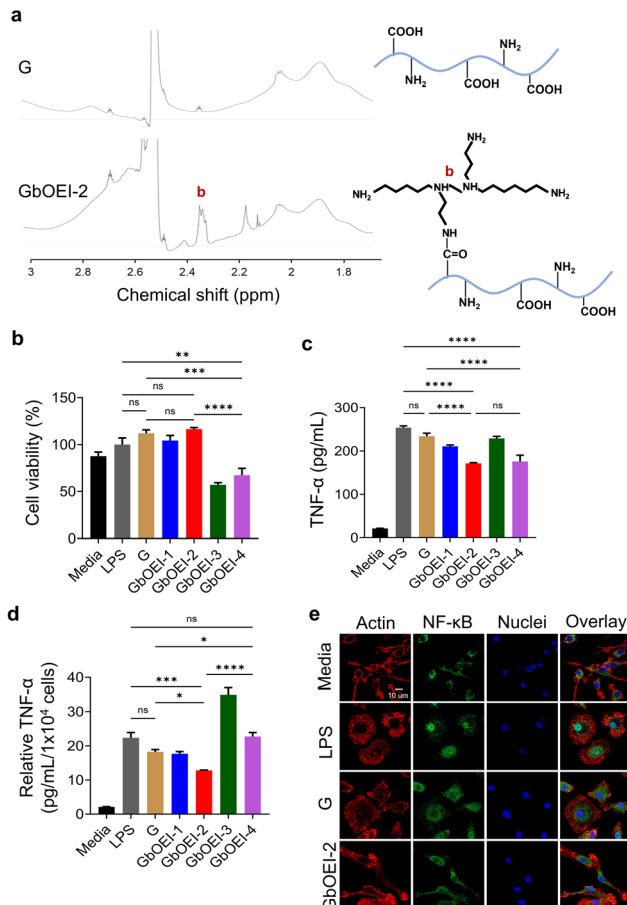 a
G
GbOEI-2
b
3 2.8 2.6 2.4 2.2 2 1.8
Chemical shift (ppm)
COOH
NH2
NH2
COOH
COOH
NH2
b
NH2
NH
NH
NH2
NH
C=O
NH2
NH2
COOH
COOH
b
Cell viability (%)
150
100
50
0
**
***
ns
ns
ns
****
Media
LPS
G
GbOEI-1
GbOEI-2
GbOEI-3
GbOEI-4
c
TNF-α (pg/mL)
400
300
200
100
0
****
****
****
ns
****
ns
Media
LPS
G
GbOEI-1
GbOEI-2
GbOEI-3
GbOEI-4
d
Relative TNF-α
(pg/mL/1x10⁴ cells)
40
30
20
10
0
ns
*
***
****
*
ns
Media
LPS
G
GbOEI-1
GbOEI-2
GbOEI-3
GbOEI-4
e
Actin NF-κB Nuclei Overlay
Media
10 um
LPS
G
GbOEI-2